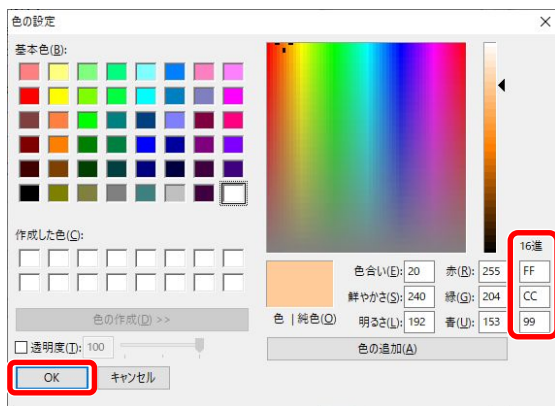 色の設定
基本色(B):
作成した色(C):
色の作成(D) >>
透明度(T): 100
OK
キャンセル
16進
色合い(E): 20 赤(R): 255 FF
鮮やかさ(S): 240 緑(G): 204 CC
色 | 純色(O) 明るさ(L): 192 青(U): 153 99
色の追加(A)